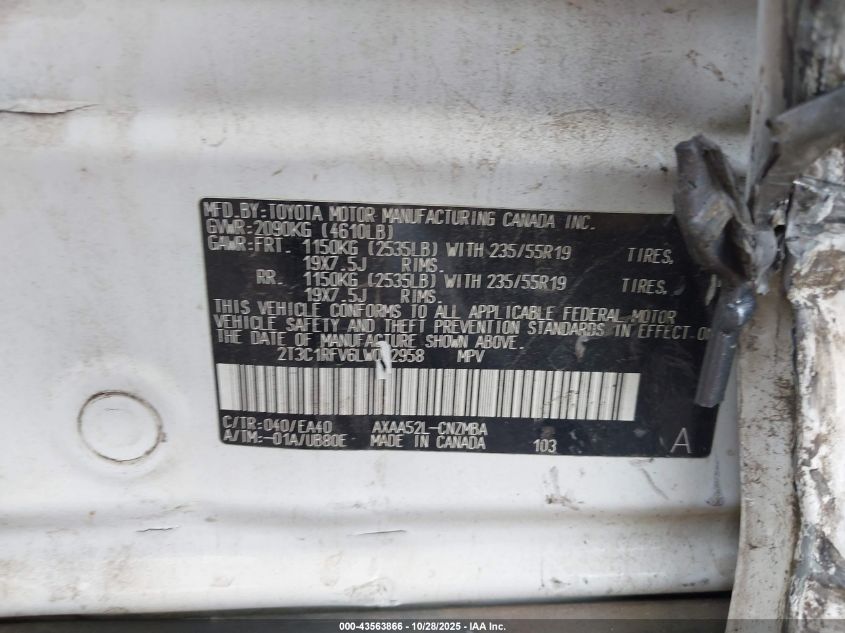 MFD.BY:TOYOTA MOTOR MANUFACTURING CANADA INC.
GVWR:2090KG (4610LB)
GAWR:FRT. 1150KG (2535LB) WITH 235/55R19 TIRES,
19X7.5J RIMS.
RR. 1150KG (2535LB) WITH 235/55R19 TIRES,
19X7.5J RIMS.
THIS VEHICLE CONFORMS TO ALL APPLICABLE FEDERAL MOTOR
VEHICLE SAFETY AND THEFT PREVENTION STANDARDS IN EFFECT
THE DATE OF MANUFACTURE SHOWN ABOVE.
MPV
C/TR:040/EA40 AXAA52L-CNZMBA
A/TM:-01A/UB80E MADE IN CANADA 103 A
000-43563866 | 10/28/2025 | IAA Inc.